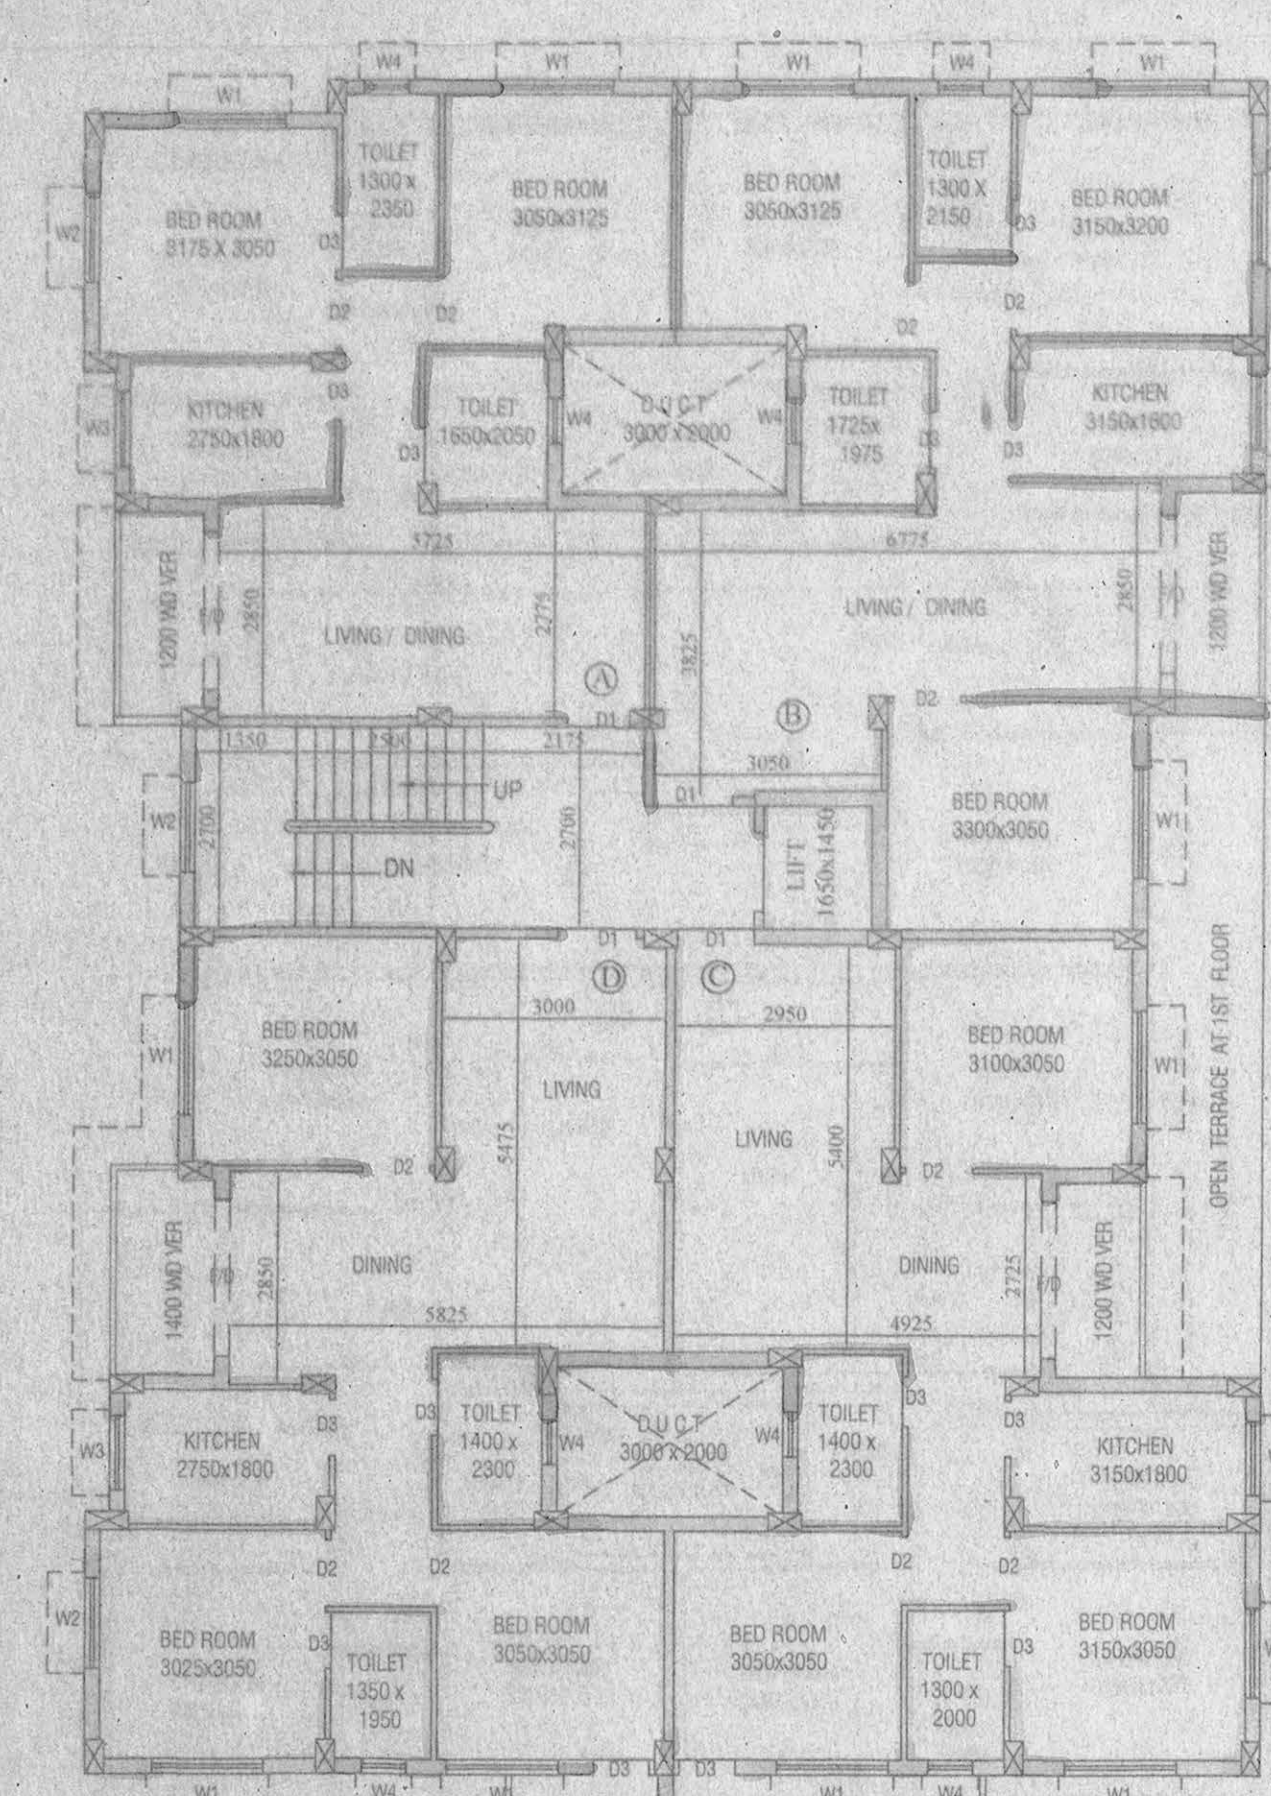 W4
W1
W1
W4
W1
W1
TOILET
1300 x
2350
BED ROOM
3050x3125
BED ROOM
3050x3125
TOILET
1300 X
2150
BED ROOM
3150x3200
BED ROOM
3175 X 3050
W2
D3
D3
D2
D2
D2
D2
KITCHEN
2750x1800
W3
D3
D3
TOILET
1650x2050
W4
DUCT
3000 x 2000
W4
TOILET
1725x
1975
D3
D3
KITCHEN
3150x1800
1200 WD VER
F/D
2850
5725
LIVING / DINING
2775
A
D1
6775
LIVING / DINING
3825
2850
F/D
1200 WD VER
B
D2
3050
D1
1350
2500
2175
UP
W2
2700
DN
2700
LIFT
1650x1450
BED ROOM
3300x3050
W1
D1
D1
D
C
BED ROOM
3250x3050
W1
3000
LIVING
5475
2950
LIVING
5400
BED ROOM
3100x3050
W1
OPEN TERRACE AT 1ST FLOOR
D2
D2
1400 WD VER
F/D
2850
DINING
5825
DINING
2725
4925
F/D
1200 WD VER
KITCHEN
2750x1800
W3
D3
D3
TOILET
1400 x
2300
W4
DUCT
3000 x 2000
W4
TOILET
1400 x
2300
D3
D3
KITCHEN
3150x1800
D2
D2
D2
D2
W2
BED ROOM
3025x3050
D3
TOILET
1350 x
1950
BED ROOM
3050x3050
BED ROOM
3050x3050
TOILET
1300 x
2000
D3
BED ROOM
3150x3050
D3
D3
W1
W4
W1
W1
W4
W1